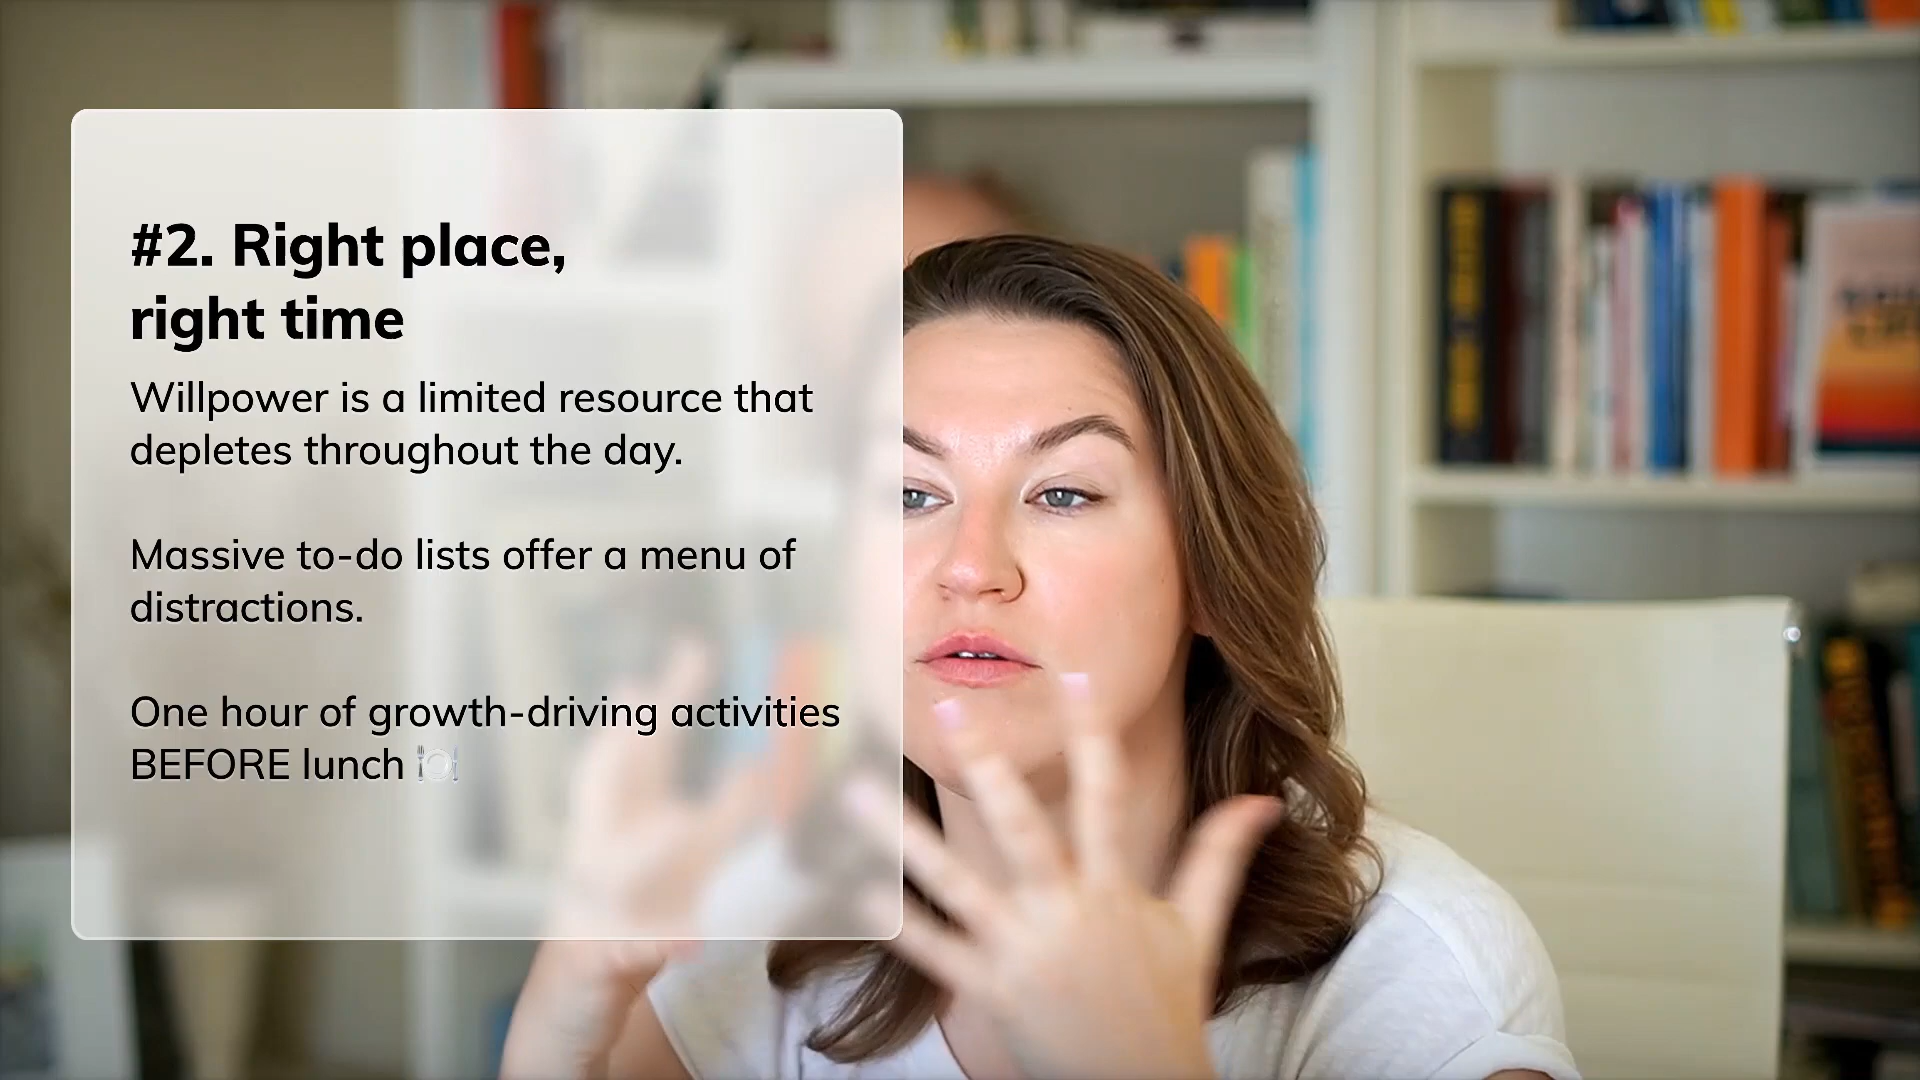 #2. Right place,
right time
Willpower is a limited resource that
depletes throughout the day.
Massive to-do lists offer a menu of
distractions.
One hour of growth-driving activities
BEFORE lunch 🍽️